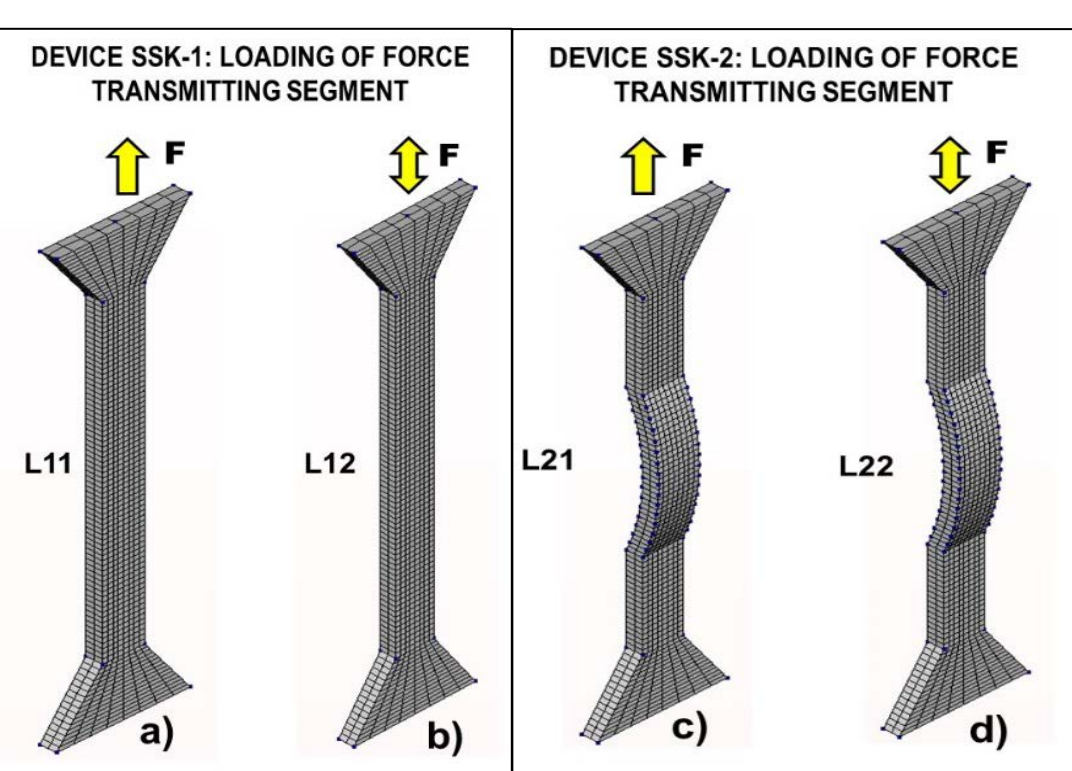 DEVICE SSK-1: LOADING OF FORCE
TRANSMITTING SEGMENT
F
F
L11
L12
a)
b)
DEVICE SSK-2: LOADING OF FORCE
TRANSMITTING SEGMENT
F
F
L21
L22
c)
d)